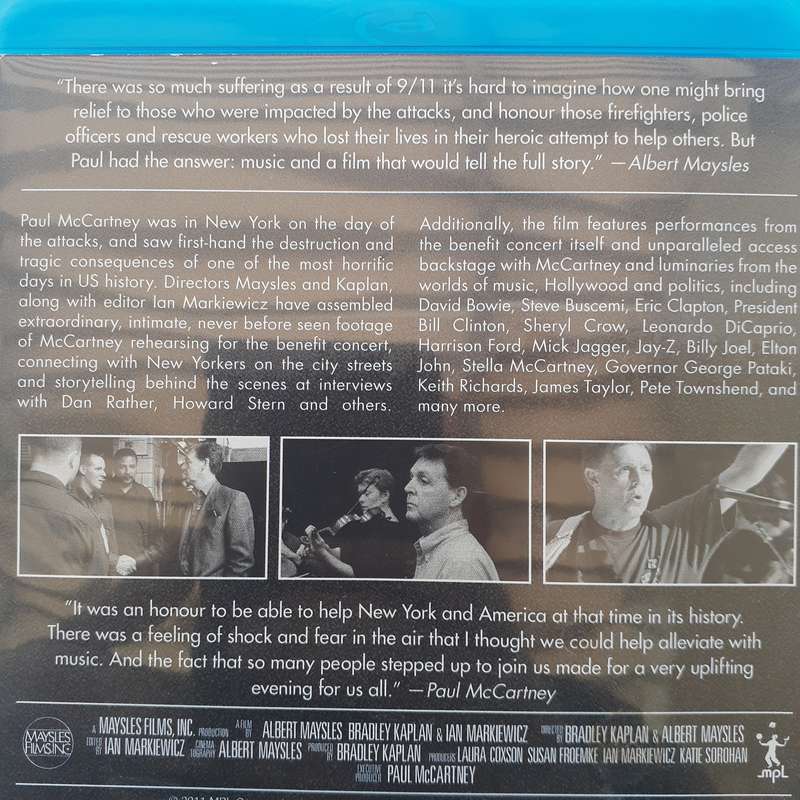 “There was so much suffering as a result of 9/11 it’s hard to imagine how one might bring
relief to those who were impacted by the attacks, and honour those firefighters, police
officers and rescue workers who lost their lives in their heroic attempt to help others. But
Paul had the answer: music and a film that would tell the full story.” —Albert Maysles
Paul McCartney was in New York on the day of
the attacks, and saw first-hand the destruction and
tragic consequences of one of the most horrific
days in US history. Directors Maysles and Kaplan,
along with editor Ian Markiewicz have assembled
extraordinary, intimate, never before seen footage
of McCartney rehearsing for the benefit concert,
connecting with New Yorkers on the city streets
and storytelling behind the scenes at interviews
with Dan Rather, Howard Stern and others.
Additionally, the film features performances from
the benefit concert itself and unparalleled access
backstage with McCartney and luminaries from the
worlds of music, Hollywood and politics, including
David Bowie, Steve Buscemi, Eric Clapton, President
Bill Clinton, Sheryl Crow, Leonardo DiCaprio,
Harrison Ford, Mick Jagger, Jay-Z, Billy Joel, Elton
John, Stella McCartney, Governor George Pataki,
Keith Richards, James Taylor, Pete Townshend, and
many more.
“It was an honour to be able to help New York and America at that time in its history.
There was a feeling of shock and fear in the air that I thought we could help alleviate with
music. And the fact that so many people stepped up to join us made for a very uplifting
evening for us all.” —Paul McCartney
MAYSLES
FILMS INC
A MAYSLES FILMS, INC. PRODUCTION A FILM BY ALBERT MAYSLES BRADLEY KAPLAN & IAN MARKIEWICZ DIRECTED BY BRADLEY KAPLAN & ALBERT MAYSLES
EDITED BY IAN MARKIEWICZ CINEMATOGRAPHY ALBERT MAYSLES PRODUCED BY BRADLEY KAPLAN PRODUCERS LAURA COXSON SUSAN FROEMKE IAN MARKIEWICZ KATIE SOROHAN
EXECUTIVE PRODUCER PAUL McCARTNEY
mpl
© 2011 MPL